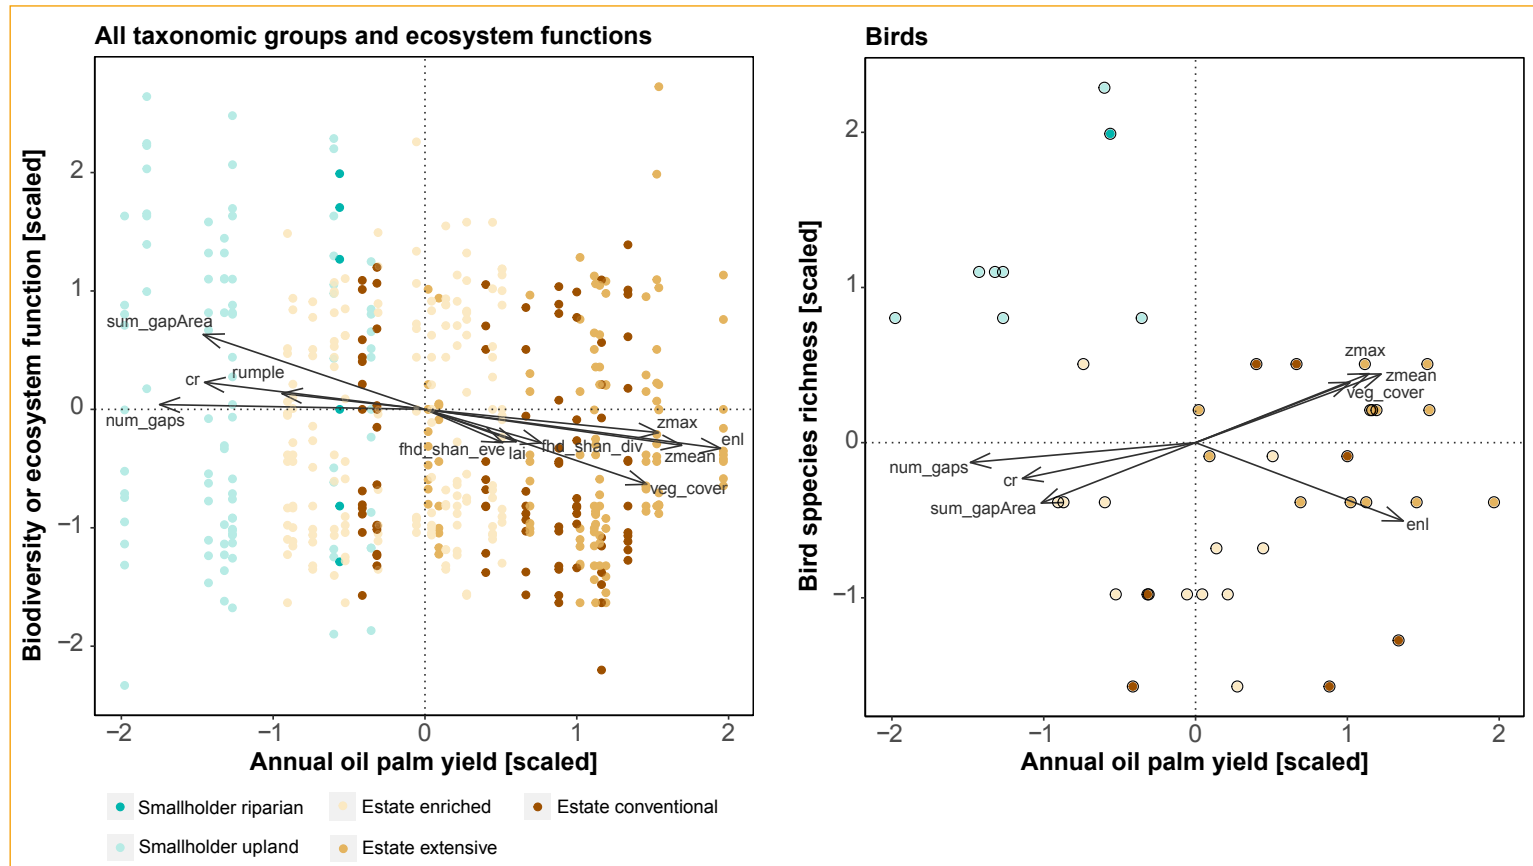 All taxonomic groups and ecosystem functions
Biodiversity or ecosystem function [scaled]
2
1
0
−1
−2
sum_gapArea
cr
rumple
num_gaps
fhd_shan_eve
lai
fhd_shan_div
zmax
enl
zmean
veg_cover
−2
−1
0
1
2
Annual oil palm yield [scaled]
Smallholder riparian
Estate enriched
Estate conventional
Smallholder upland
Estate extensive
Birds
Bird sppecies richness [scaled]
2
1
0
−1
zmax
zmean
veg_cover
num_gaps
cr
sum_gapArea
enl
−2
−1
0
1
2
Annual oil palm yield [scaled]